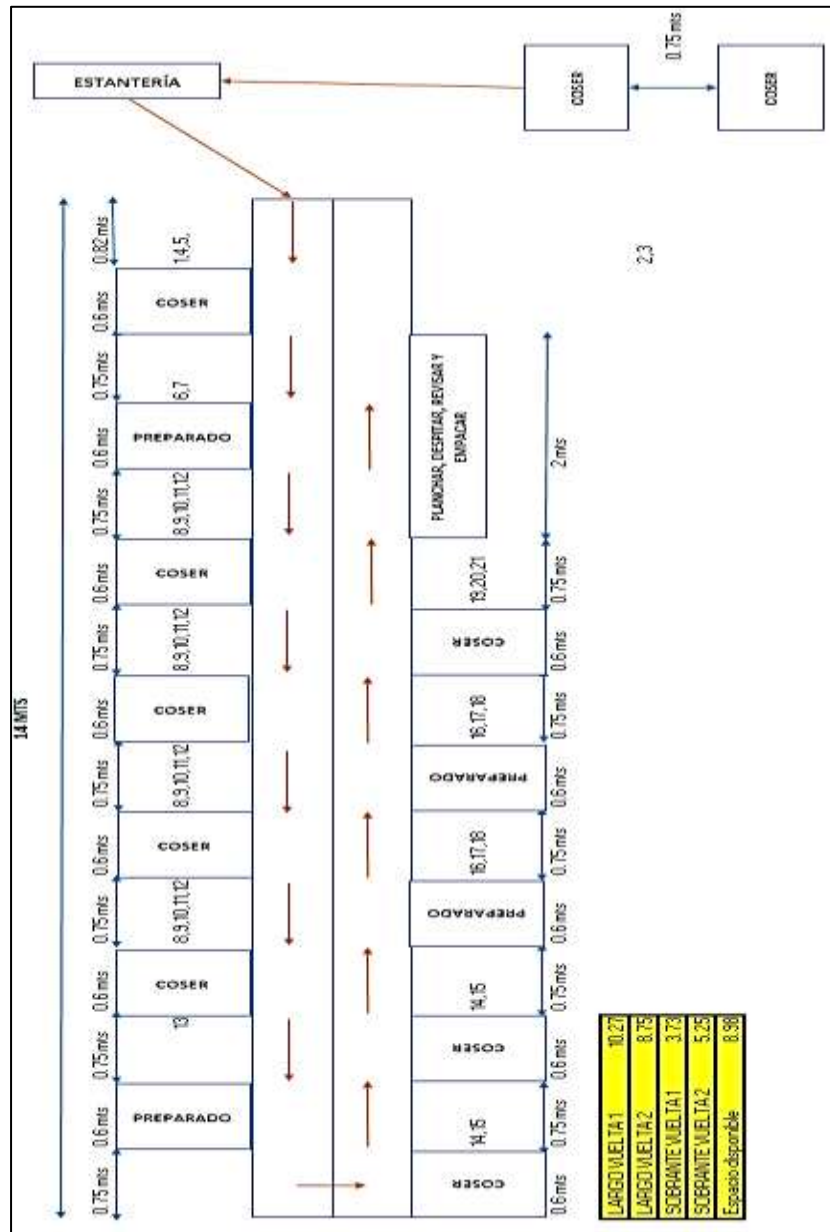 14 MTS
ESTANTERÍA
COSER
0.75 mts
COSER
0.82 mts
0.6 mts
0.75 mts
0.6 mts
0.75 mts
0.6 mts
0.75 mts
0.6 mts
0.75 mts
0.6 mts
0.75 mts
0.6 mts
0.75 mts
0.6 mts
0.75 mts
1,4,5,
COSER
6,7
PREPARADO
8,9,10,11,12
COSER
8,9,10,11,12
COSER
8,9,10,11,12
COSER
8,9,10,11,12
COSER
13
PREPARADO
2,3
PLANCHAR, DESPITAR, REVISAR Y
EMPACAR
19,20,21
COSER
16,17,18
PREPARADO
16,17,18
PREPARADO
14,15
COSER
14,15
COSER
2 mts
0.75 mts
0.6 mts
0.75 mts
0.6 mts
0.75 mts
0.6 mts
0.75 mts
0.6 mts
0.75 mts
0.6 mts
LARGO VUELTA 1 10.27
LARGO VUELTA 2 8.75
SOBRANTE VUELTA 1 3.73
SOBRANTE VUELTA 2 5.25
Espacio disponible 8.98